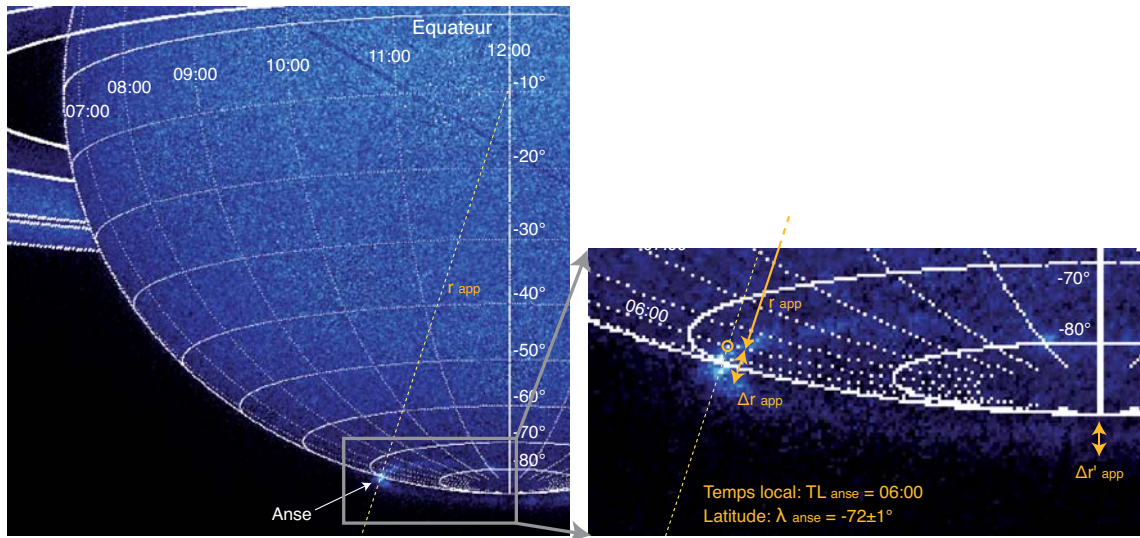 Equateur
12:00
11:00
10:00
09:00
08:00
07:00
-10°
-20°
-30°
r app
-40°
-50°
-60°
-70°
-80°
Anse
06:00
r app
-70°
-80°
Δr app
Δr' app
Temps local: TL anse = 06:00
Latitude: λ anse = -72±1°